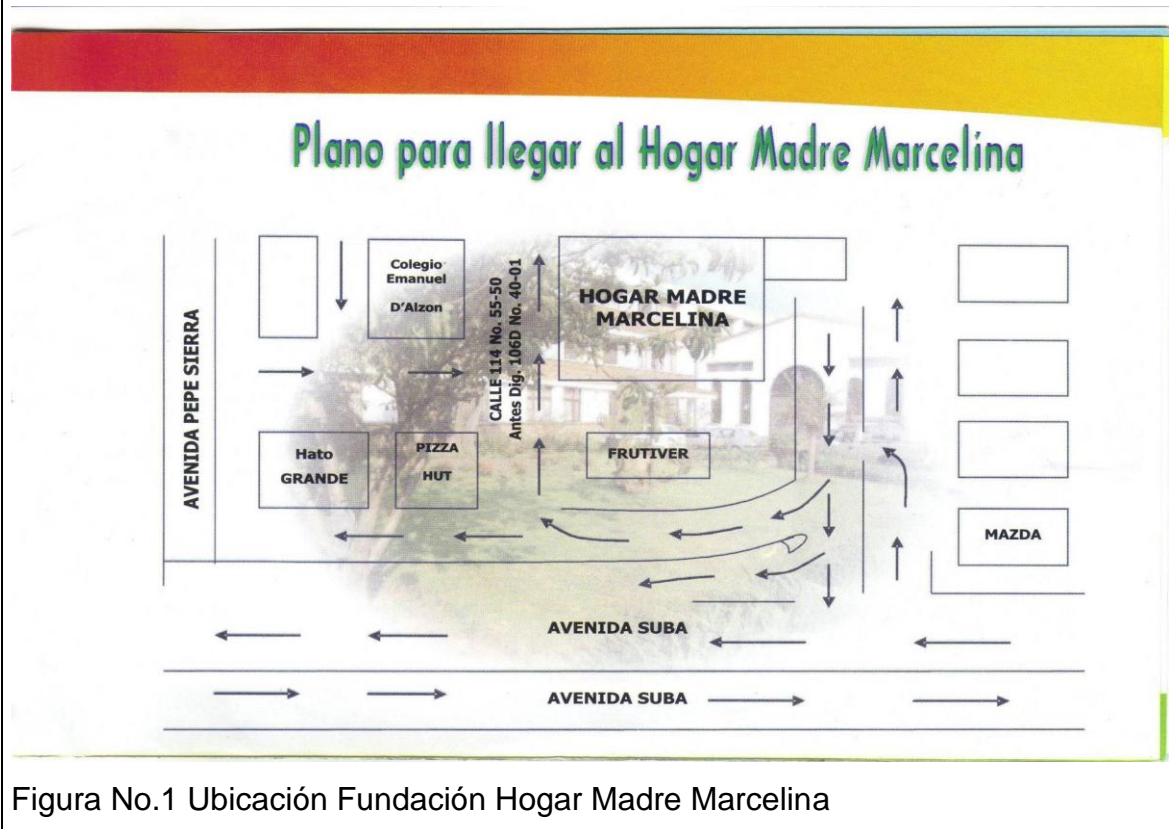 Plano para llegar al Hogar Madre Marcelina
AVENIDA PEPE SIERRA
Colegio
Emanuel
D'Alzon
CALLE 114 No. 55-50
Antes Dig. 106D No. 40-01
HOGAR MADRE
MARCELINA
Hato
GRANDE
PIZZA
HUT
FRUTIVER
MAZDA
AVENIDA SUBA
AVENIDA SUBA
Figura No.1 Ubicación Fundación Hogar Madre Marcelina